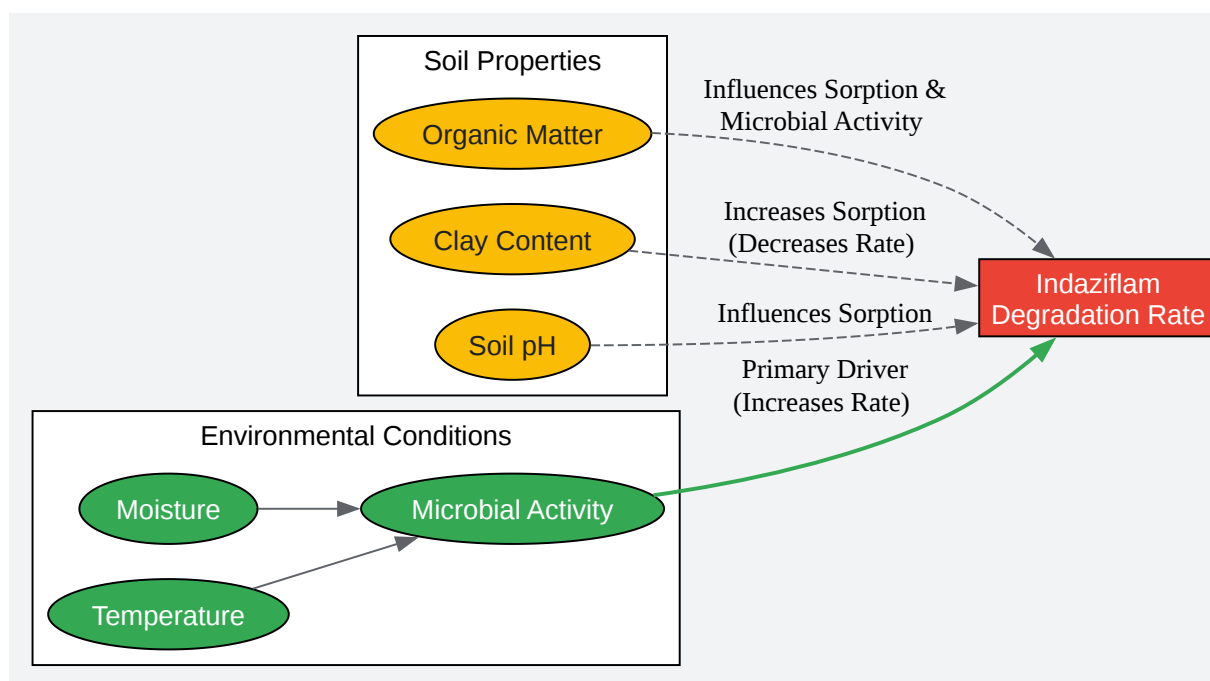 Soil Properties
Organic Matter
Clay Content
Soil pH
Influences Sorption &
Microbial Activity
Increases Sorption
(Decreases Rate)
Influences Sorption
Primary Driver
(Increases Rate)
Indaziflam
Degradation Rate
Environmental Conditions
Moisture
Microbial Activity
Temperature